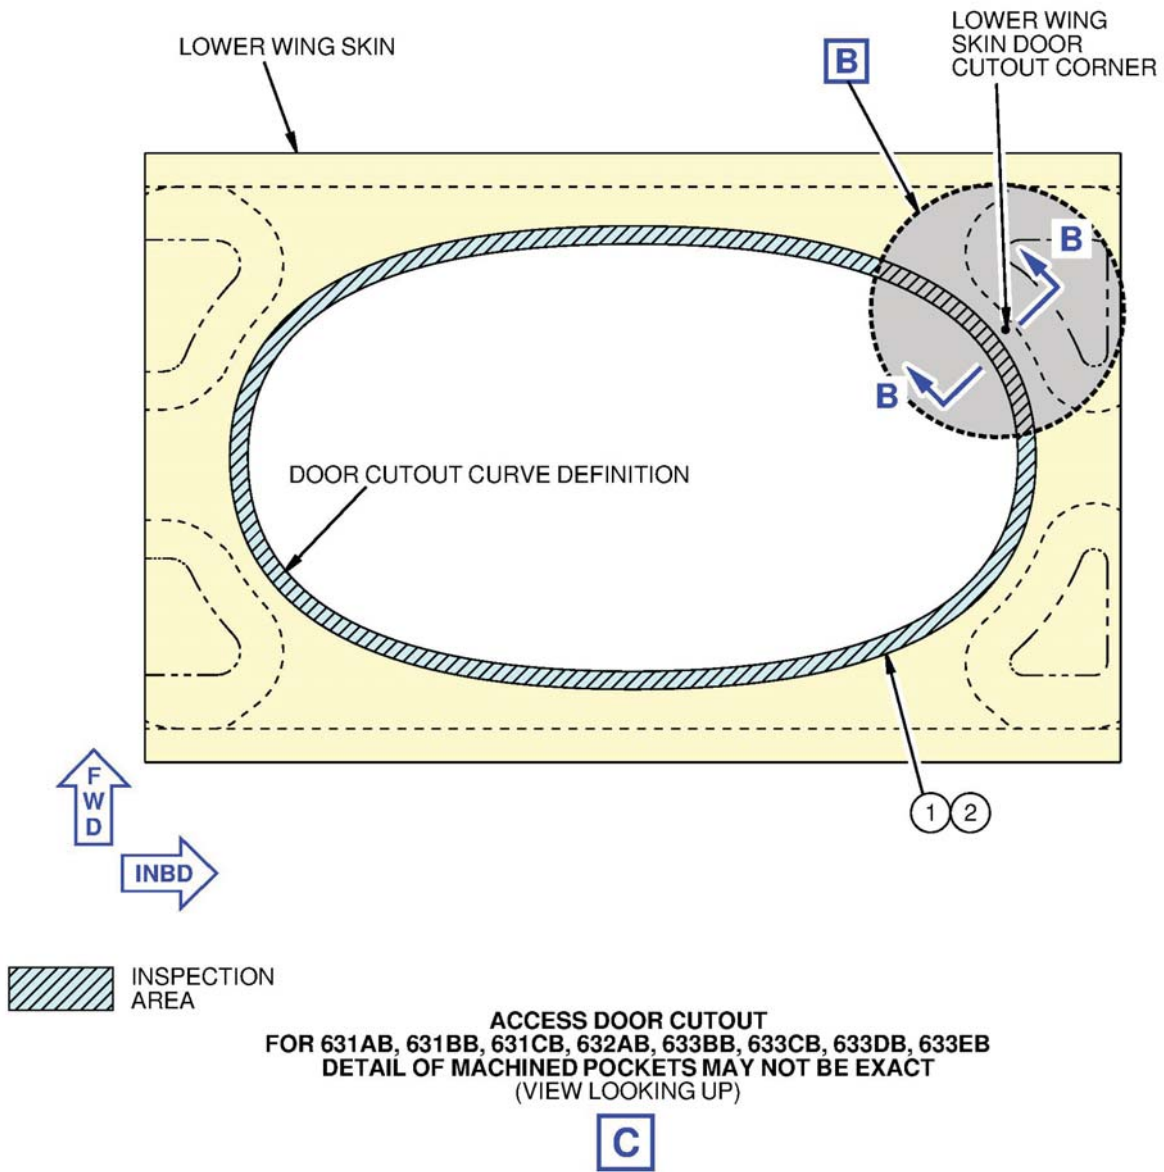 LOWER WING SKIN
B
LOWER WING
SKIN DOOR
CUTOUT CORNER
B
B
DOOR CUTOUT CURVE DEFINITION
1 2
F
W
D
INBD
INSPECTION
AREA
ACCESS DOOR CUTOUT
FOR 631AB, 631BB, 631CB, 632AB, 633BB, 633CB, 633DB, 633EB
DETAIL OF MACHINED POCKETS MAY NOT BE EXACT
(VIEW LOOKING UP)
C